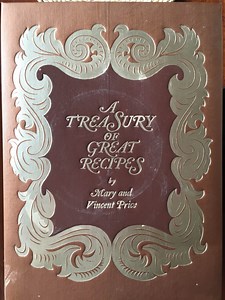 A
TREASURY
OF
GREAT
RECIPES
by
Mary and
Vincent Price